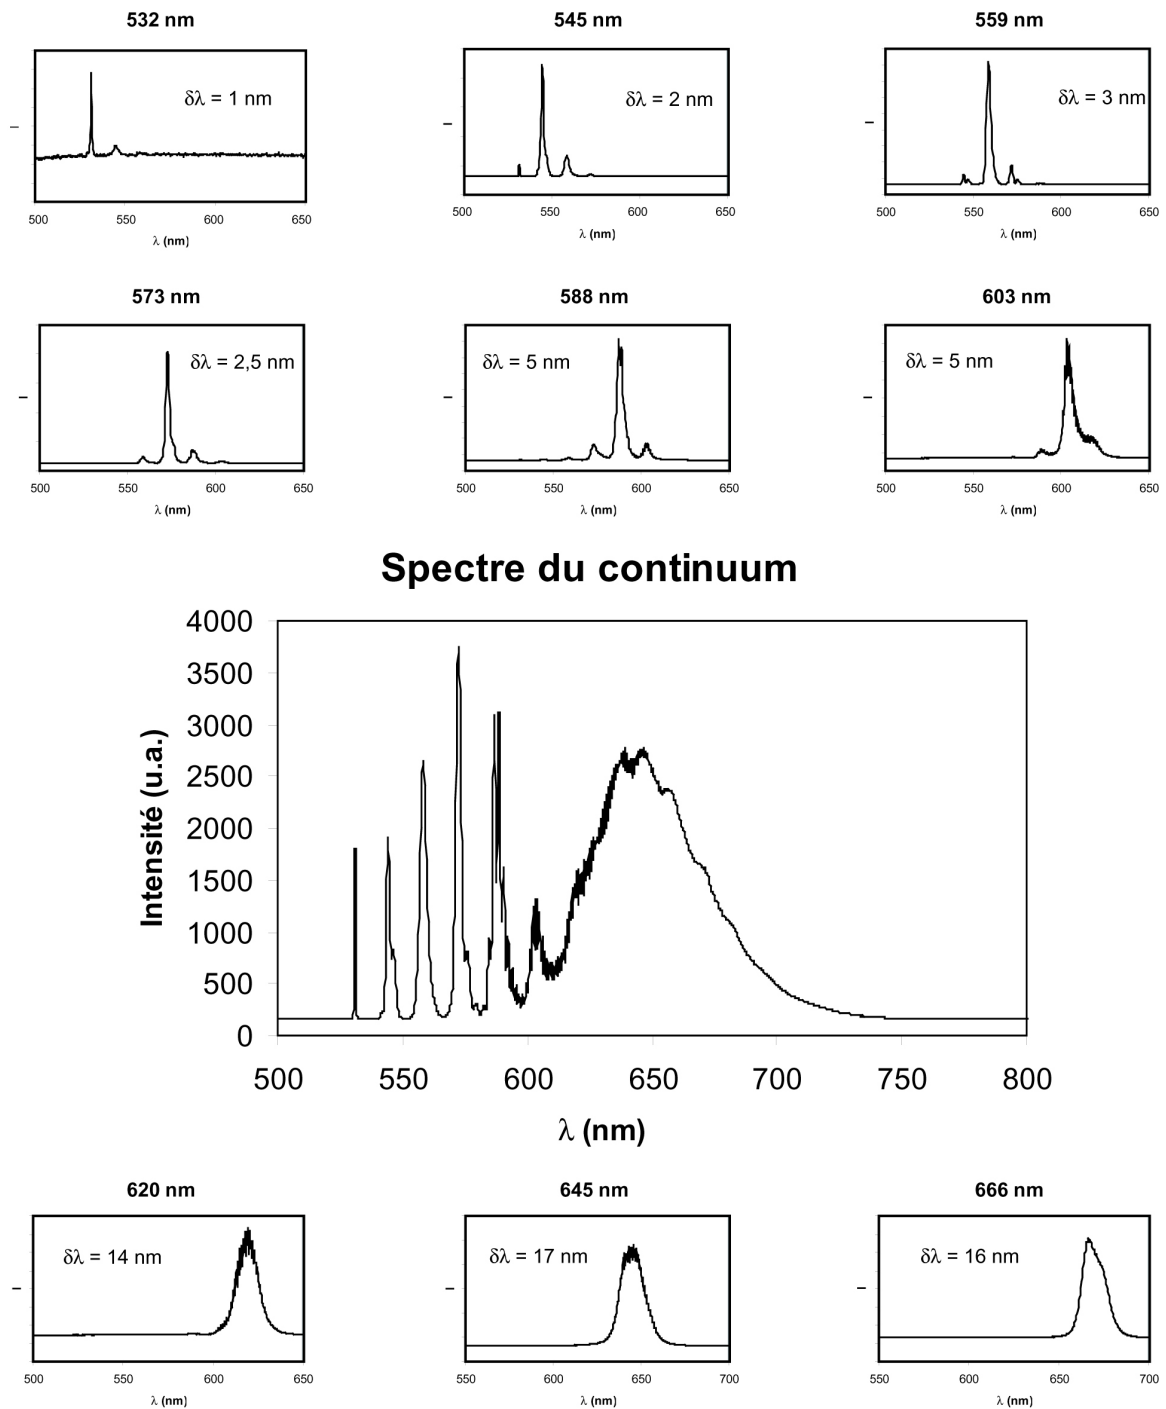 532 nm 545 nm 559 nm
δλ = 1 nm δλ = 2 nm δλ = 3 nm
I I I
500 550 600 650 500 550 600 650 500 550 600 650
λ (nm) λ (nm) λ (nm)
573 nm 588 nm 603 nm
δλ = 2,5 nm δλ = 5 nm δλ = 5 nm
I I I
500 550 600 650 500 550 600 650 500 550 600 650
λ (nm) λ (nm) λ (nm)
Spectre du continuum
Intensité (u.a.)
4000
3500
3000
2500
2000
1500
1000
500
0
500 550 600 650 700 750 800
λ (nm)
620 nm 645 nm 666 nm
δλ = 14 nm δλ = 17 nm δλ = 16 nm
I I I
500 550 600 650 550 600 650 700 550 600 650 700
λ (nm) λ (nm) λ (nm)